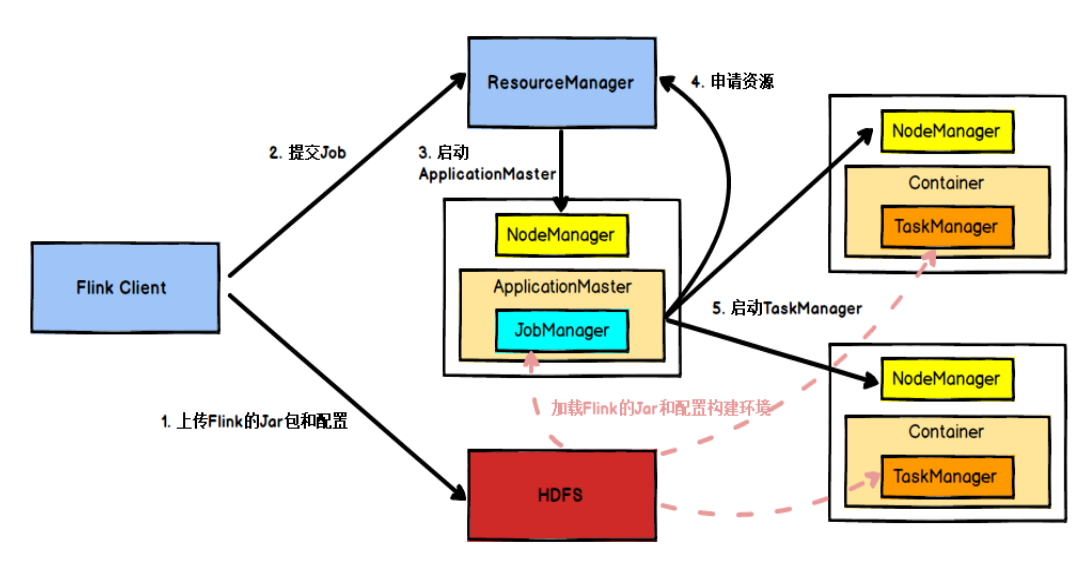 ResourceManager
4. 申请资源
NodeManager
2. 提交Job
3. 启动
ApplicationMaster
Container
TaskManager
NodeManager
Flink Client
ApplicationMaster
JobManager
5. 启动TaskManager
NodeManager
加载Flink的Jar和配置构建环境
1. 上传Flink的Jar包和配置
Container
TaskManager
HDFS